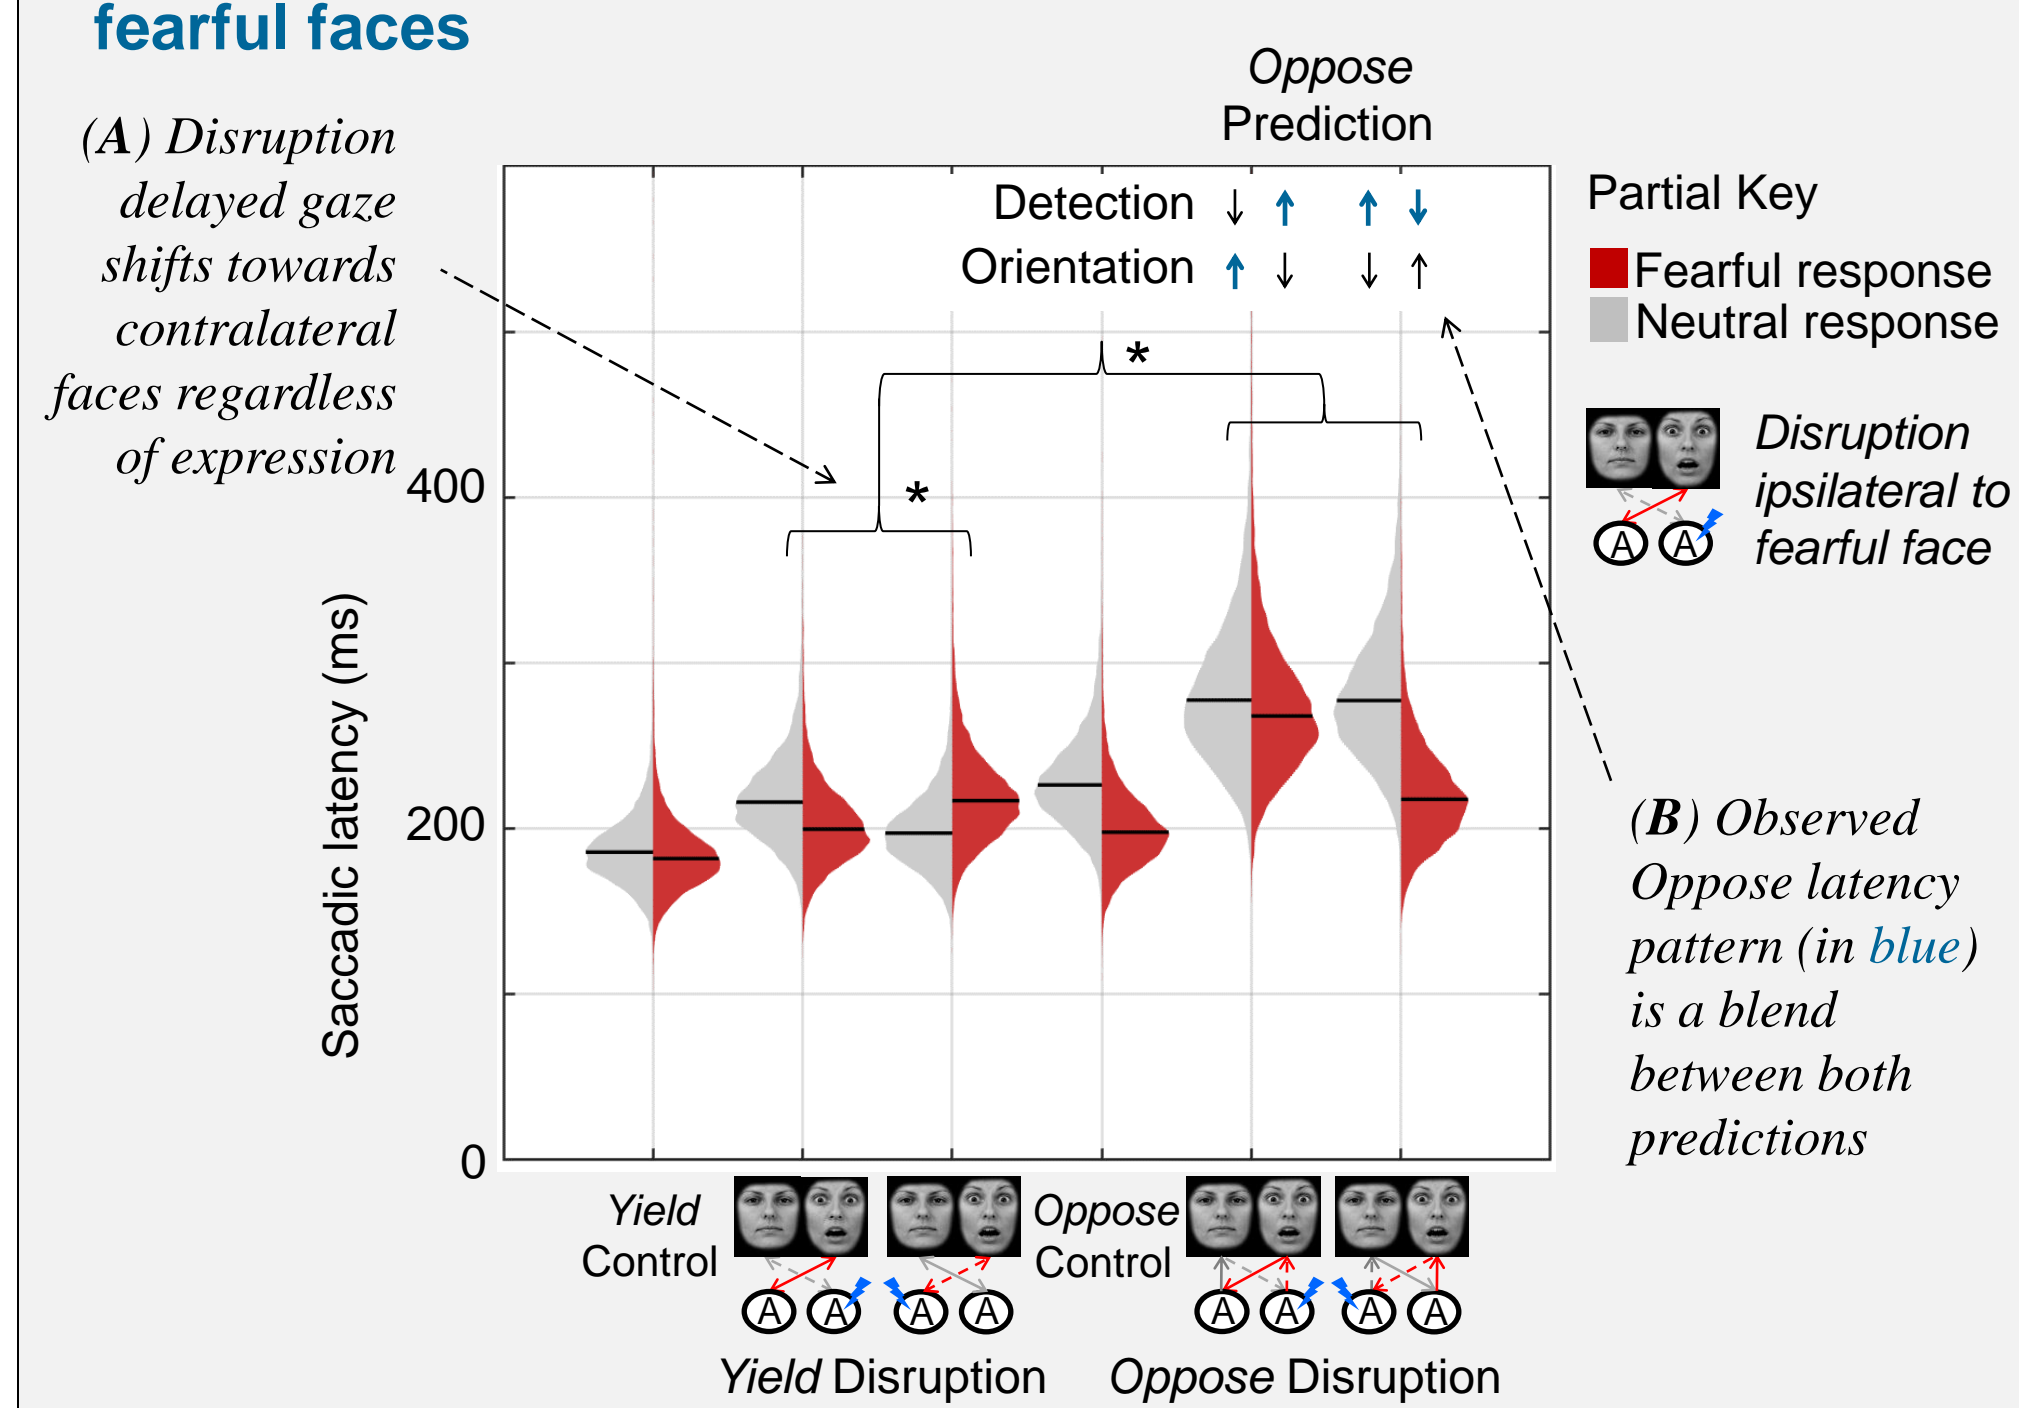 fearful faces
(A) Disruption
delayed gaze
shifts towards
contralateral
faces regardless
of expression
Oppose
Prediction
Detection ↓ ↑ ↑ ↓
Orientation ↑ ↓ ↓ ↑
*
*
Partial Key
Fearful response
Neutral response
A A
Disruption
ipsilateral to
fearful face
400
200
0
Saccadic latency (ms)
(B) Observed
Oppose latency
pattern (in blue)
is a blend
between both
predictions
Yield
Control
A A
A A
Oppose
Control
A A
A A
Yield Disruption
Oppose Disruption